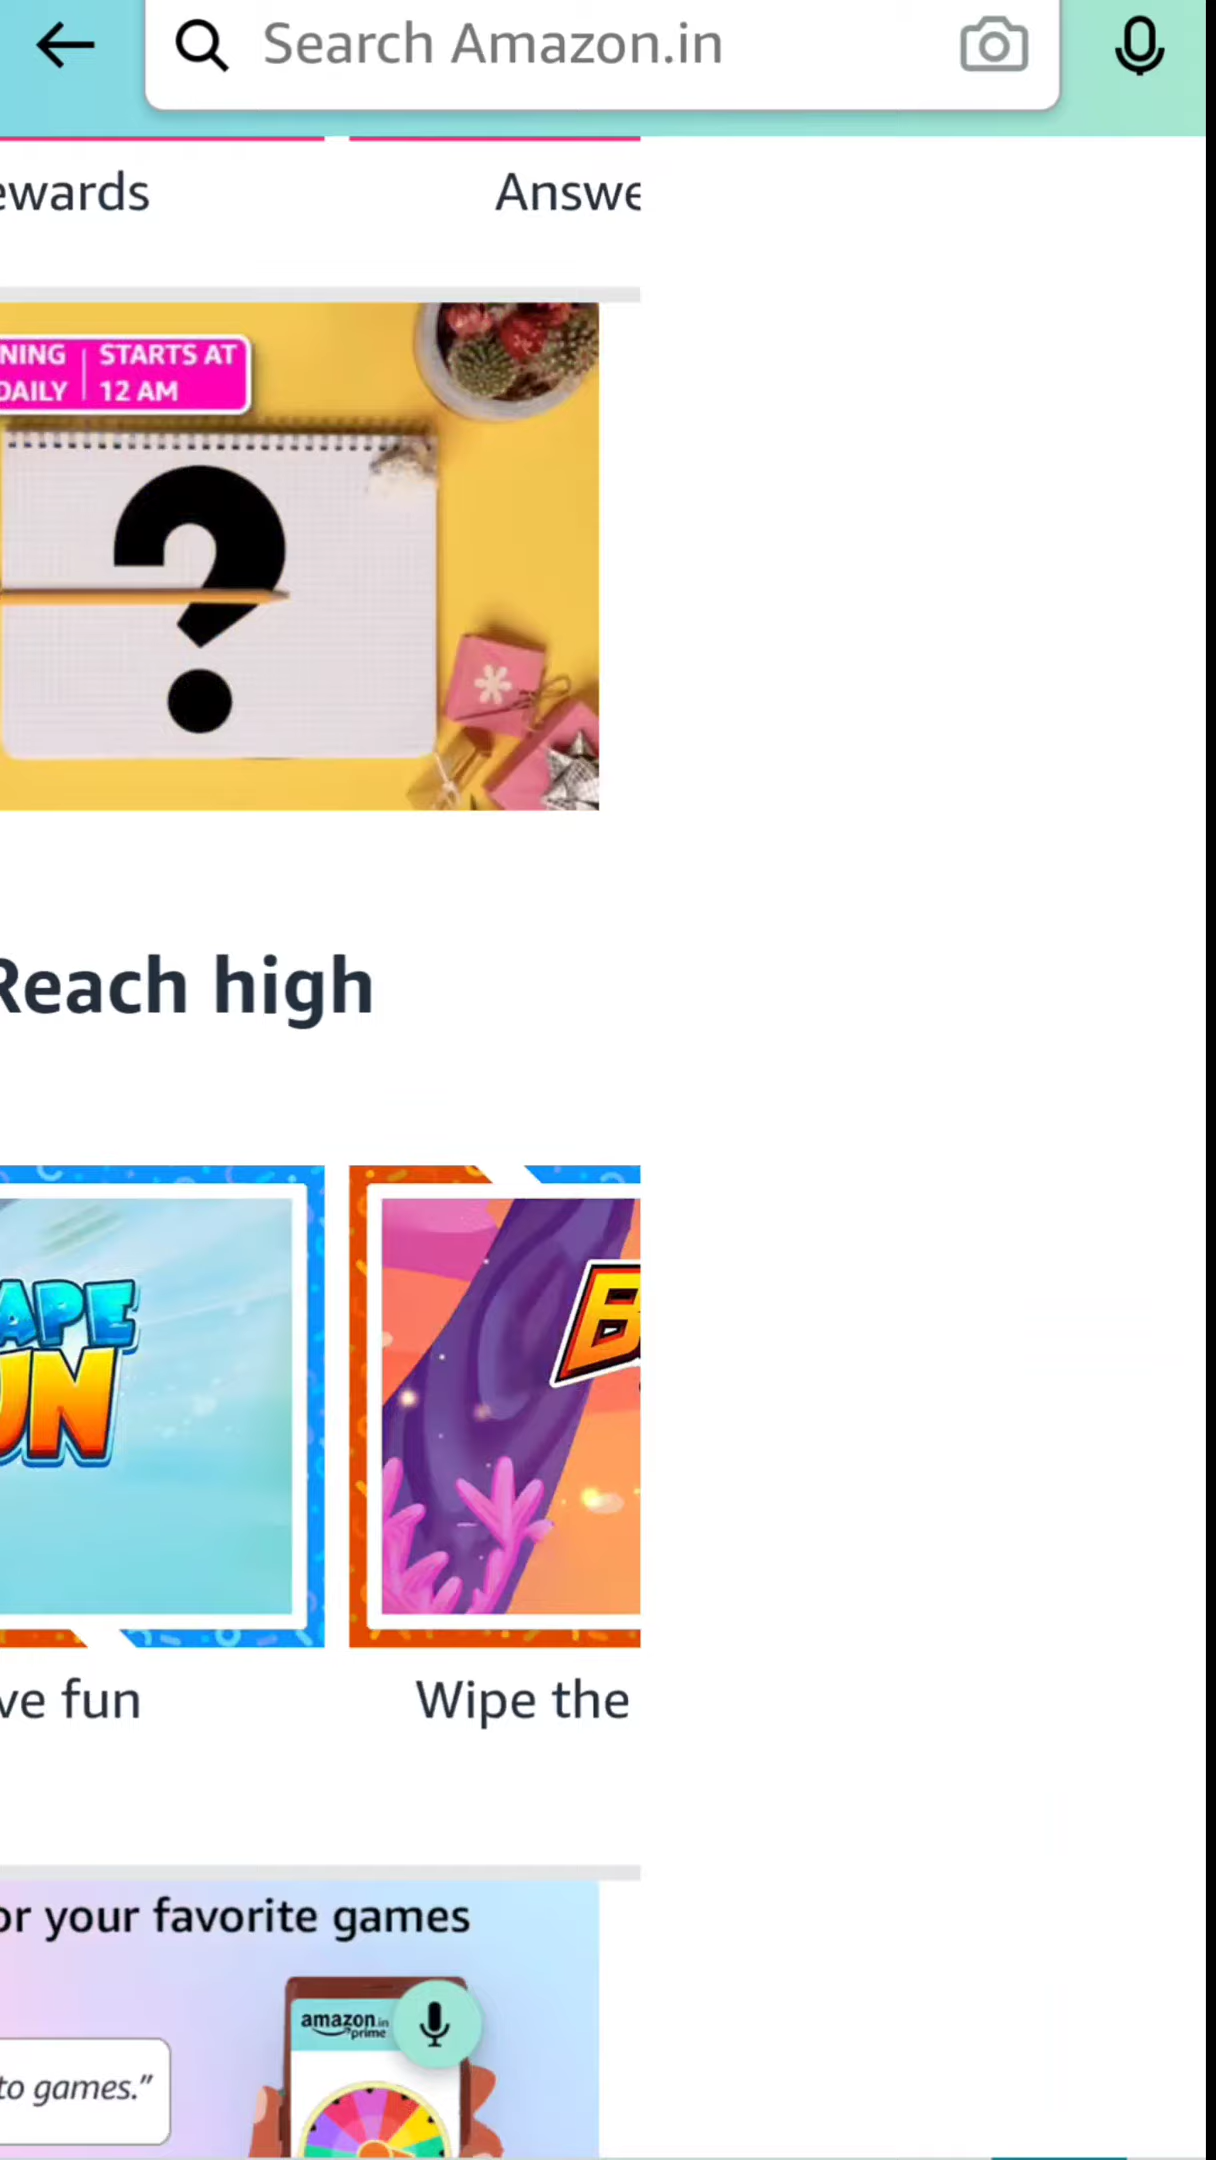 Search Amazon.in
ewards
Answe
NING STARTS AT
DAILY 12 AM
?
Reach high
APE
UN
B
ve fun
Wipe the
or your favorite games
amazon.in
prime
to games.”